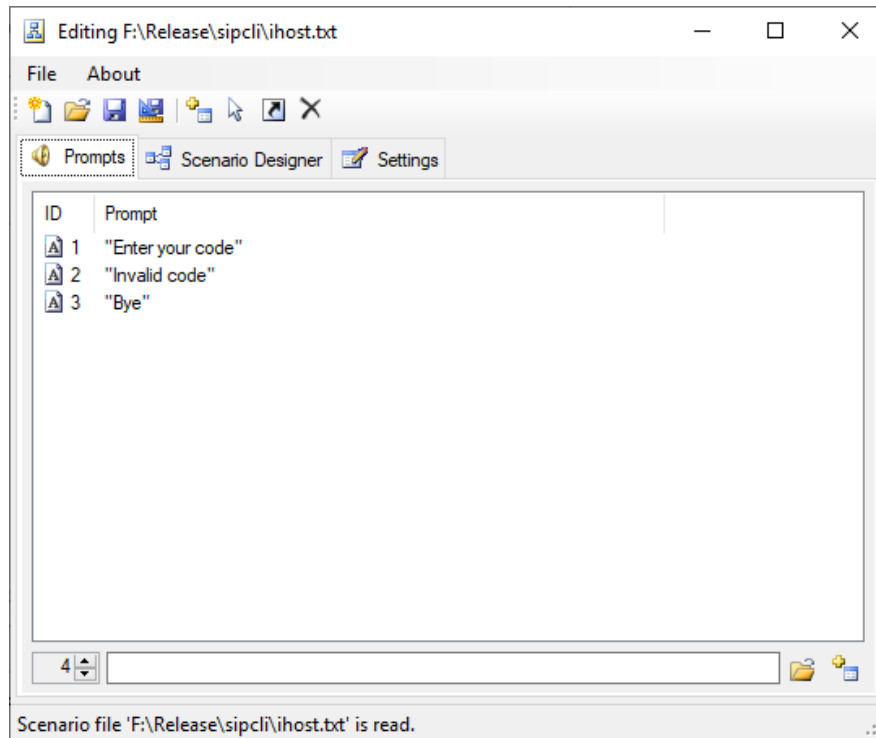 Editing F:\Release\sipcli\ihost.txt
File About
Prompts Scenario Designer Settings
ID Prompt
A 1 "Enter your code"
A 2 "Invalid code"
A 3 "Bye"
4
Scenario file 'F:\Release\sipcli\ihost.txt' is read.